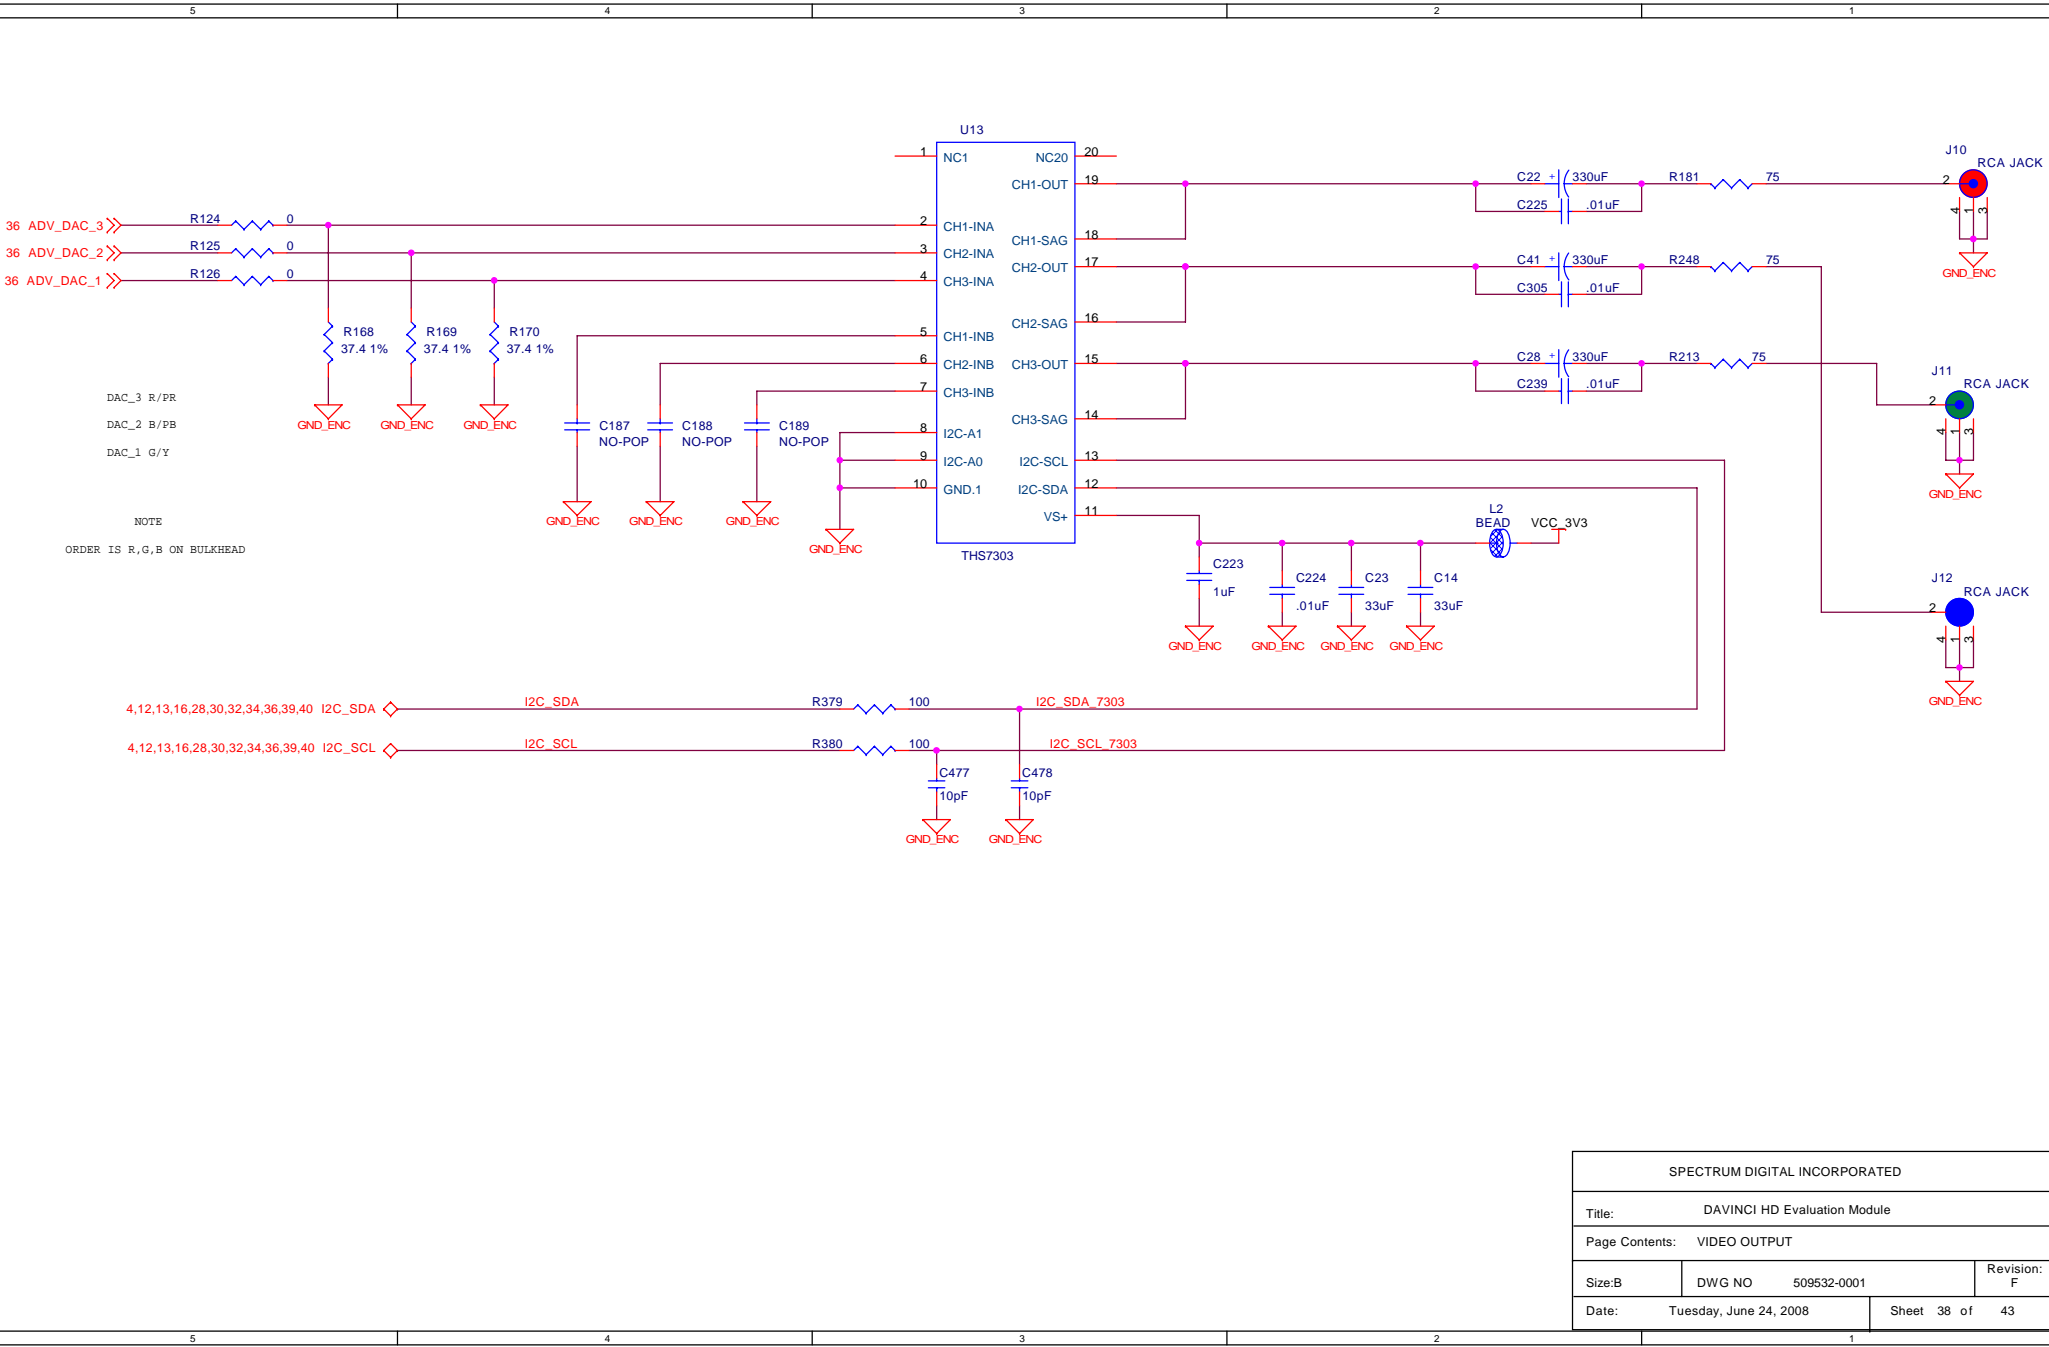 5 4 3 2 1
U13
1 NC1 NC20 20
CH1-OUT 19
2 CH1-INA
3 CH2-INA CH1-SAG 18
4 CH3-INA CH2-OUT 17
5 CH1-INB CH2-SAG 16
6 CH2-INB CH3-OUT 15
7 CH3-INB
CH3-SAG 14
8 I2C-A1
9 I2C-A0 I2C-SCL 13
10 GND.1 I2C-SDA 12
VS+ 11
THS7303
36 ADV_DAC_3 R124 0
36 ADV_DAC_2 R125 0
36 ADV_DAC_1 R126 0
R168
37.4 1%
R169
37.4 1%
R170
37.4 1%
GND_ENC GND_ENC GND_ENC
DAC_3 R/PR
DAC_2 B/PB
DAC_1 G/Y
NOTE
ORDER IS R,G,B ON BULKHEAD
C187
NO-POP
C188
NO-POP
C189
NO-POP
GND_ENC GND_ENC GND_ENC
GND_ENC
C22 + 330uF R181 75
C225 .01uF
C41 + 330uF R248 75
C305 .01uF
C28 + 330uF R213 75
C239 .01uF
J10
RCA JACK
2
4 1 3
GND_ENC
J11
RCA JACK
2
4 1 3
GND_ENC
J12
RCA JACK
2
4 1 3
GND_ENC
L2
BEAD VCC_3V3
C223
1uF
C224
.01uF
C23
33uF
C14
33uF
GND_ENC GND_ENC GND_ENC GND_ENC
4,12,13,16,28,30,32,34,36,39,40 I2C_SDA I2C_SDA R379 100 I2C_SDA_7303
4,12,13,16,28,30,32,34,36,39,40 I2C_SCL I2C_SCL R380 100 I2C_SCL_7303
C477
10pF
C478
10pF
GND_ENC GND_ENC
SPECTRUM DIGITAL INCORPORATED
Title: DAVINCI HD Evaluation Module
Page Contents: VIDEO OUTPUT
Size:B DWG NO 509532-0001 Revision: F
Date: Tuesday, June 24, 2008 Sheet 38 of 43
5 4 3 2 1